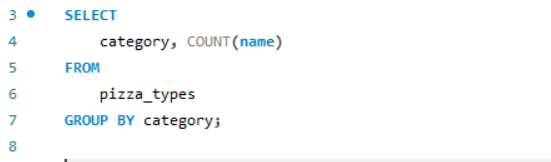 3 SELECT
4 category, COUNT(name)
5 FROM
6 pizza_types
7 GROUP BY category;
8